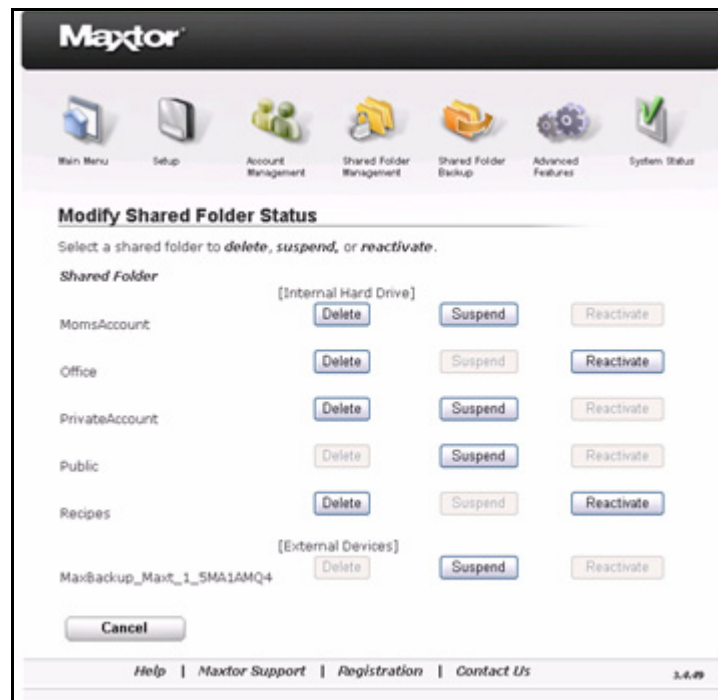 Maxtor
Main Menu
Setup
Account Management
Shared Folder Management
Shared Folder Backup
Advanced Features
System Status
Modify Shared Folder Status
Select a shared folder to delete, suspend, or reactivate.
Shared Folder
[Internal Hard Drive]
MomsAccount Delete Suspend Reactivate
Office Delete Suspend Reactivate
PrivateAccount Delete Suspend Reactivate
Public Delete Suspend Reactivate
Recipes Delete Suspend Reactivate
[External Devices]
MaxBackup_Maxt_1_5MA1AMQ4 Delete Suspend Reactivate
Cancel
Help | Maxtor Support | Registration | Contact Us
3.4.49